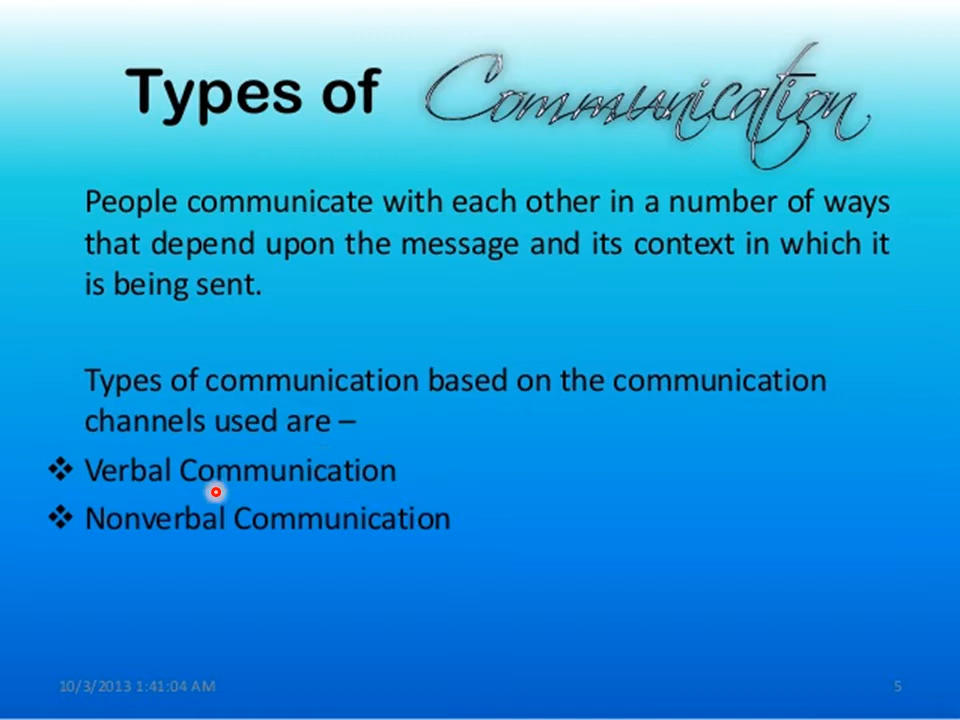 Types of Communication
People communicate with each other in a number of ways
that depend upon the message and its context in which it
is being sent.
Types of communication based on the communication
channels used are –
❖ Verbal Communication
❖ Nonverbal Communication
10/3/2013 1:41:04 AM
5